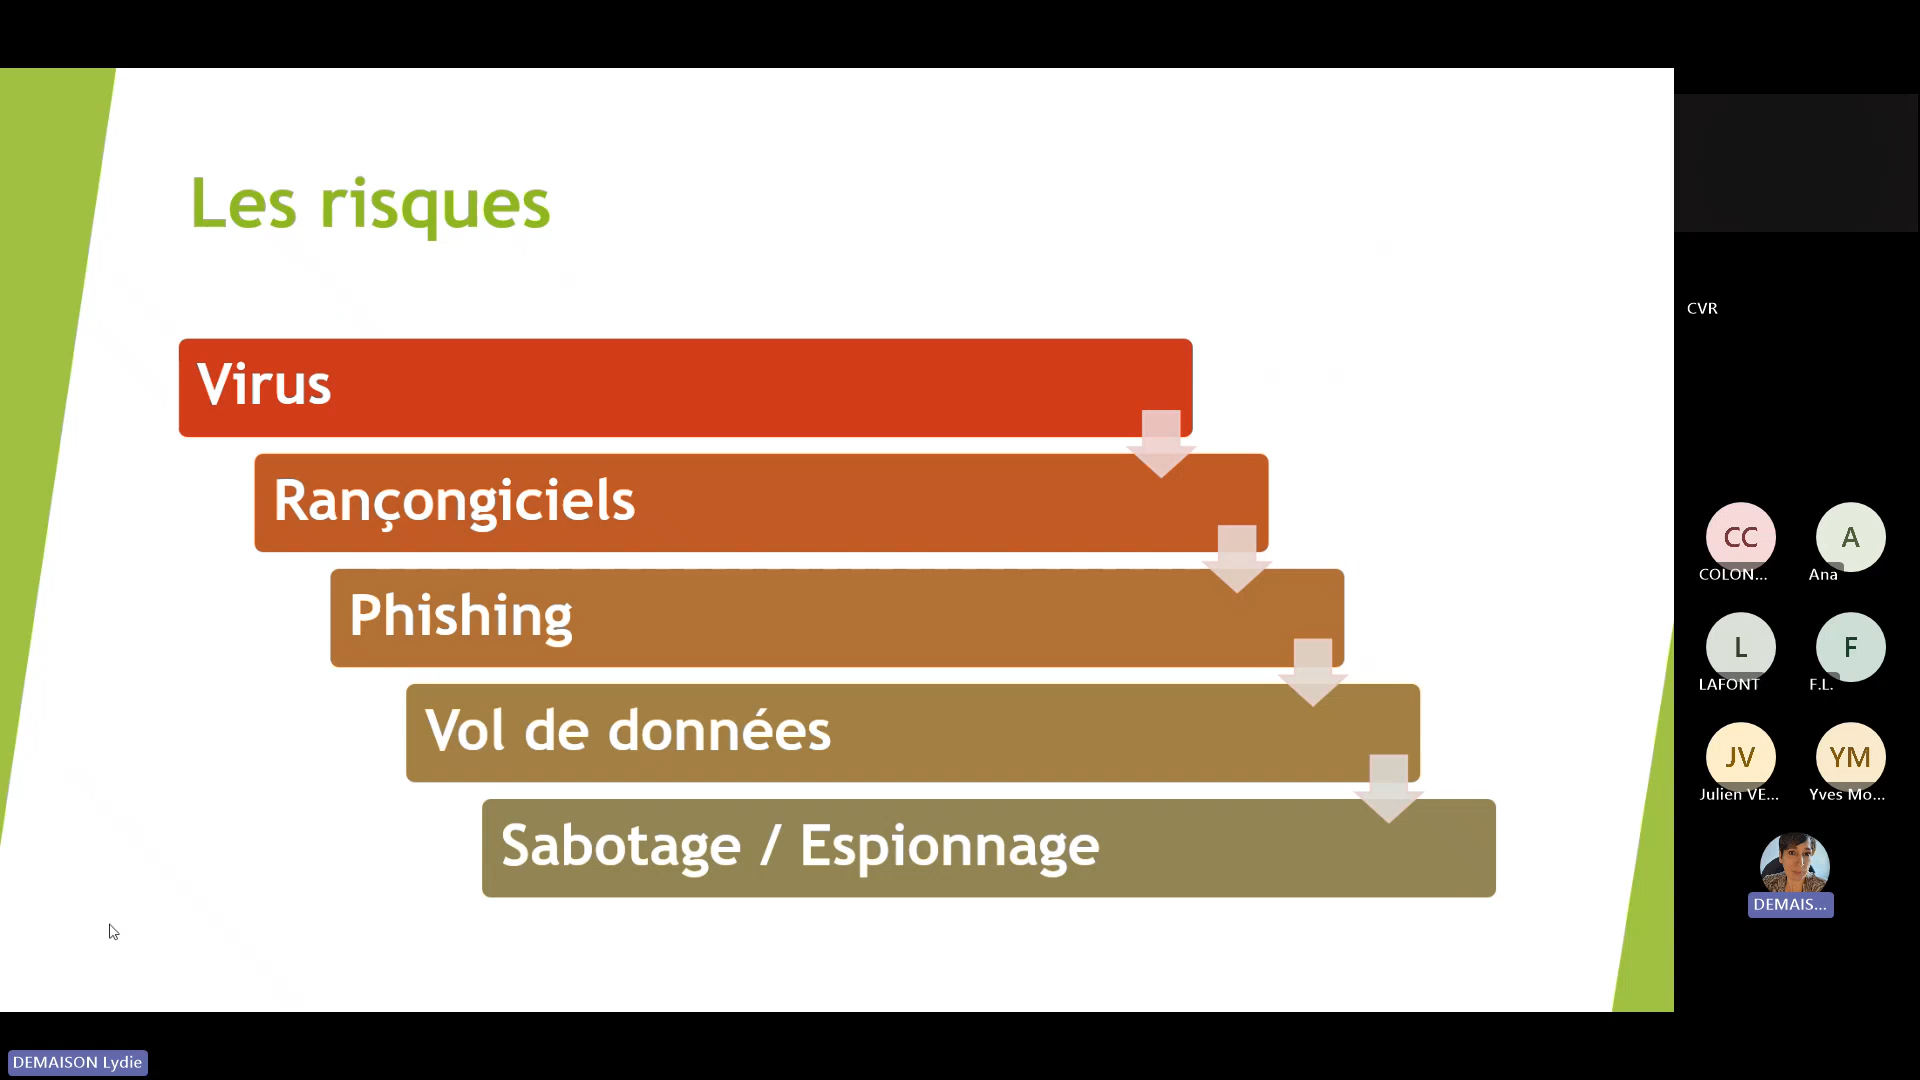 Les risques
Virus
Rançongiciels
Phishing
Vol de données
Sabotage / Espionnage
CVR
CC
COLON...
A
Ana
L
LAFONT
F
F.L.
JV
Julien VE...
YM
Yves Mo...
DEMAIS...
DEMAISON Lydie